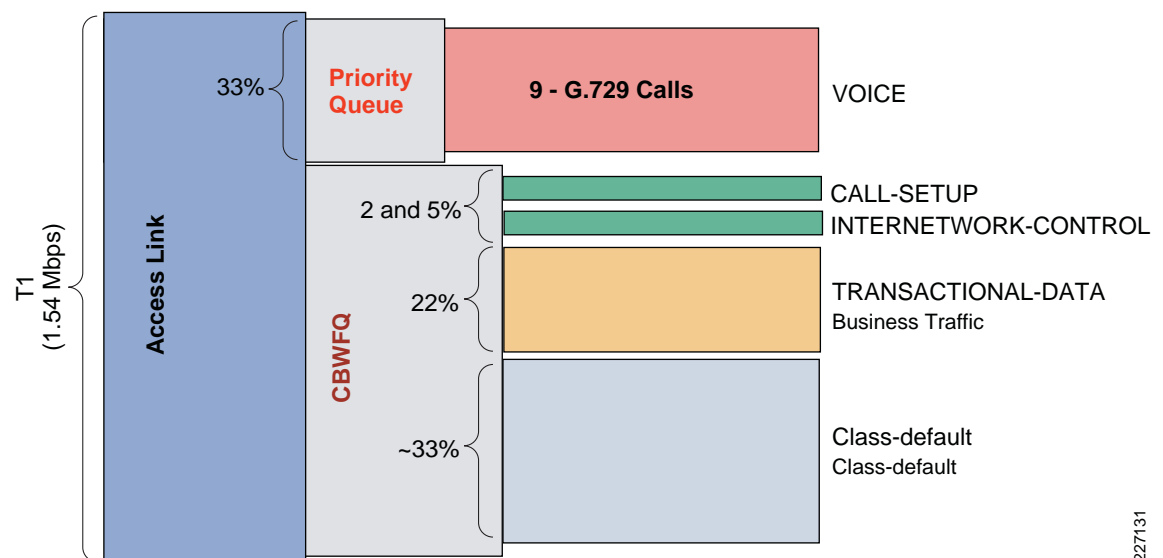 T1
(1.54 Mbps)
Access Link
33%
Priority
Queue
9 - G.729 Calls
VOICE
CBWFQ
2 and 5%
CALL-SETUP
INTERNETWORK-CONTROL
22%
TRANSACTIONAL-DATA
Business Traffic
~33%
Class-default
Class-default
227131